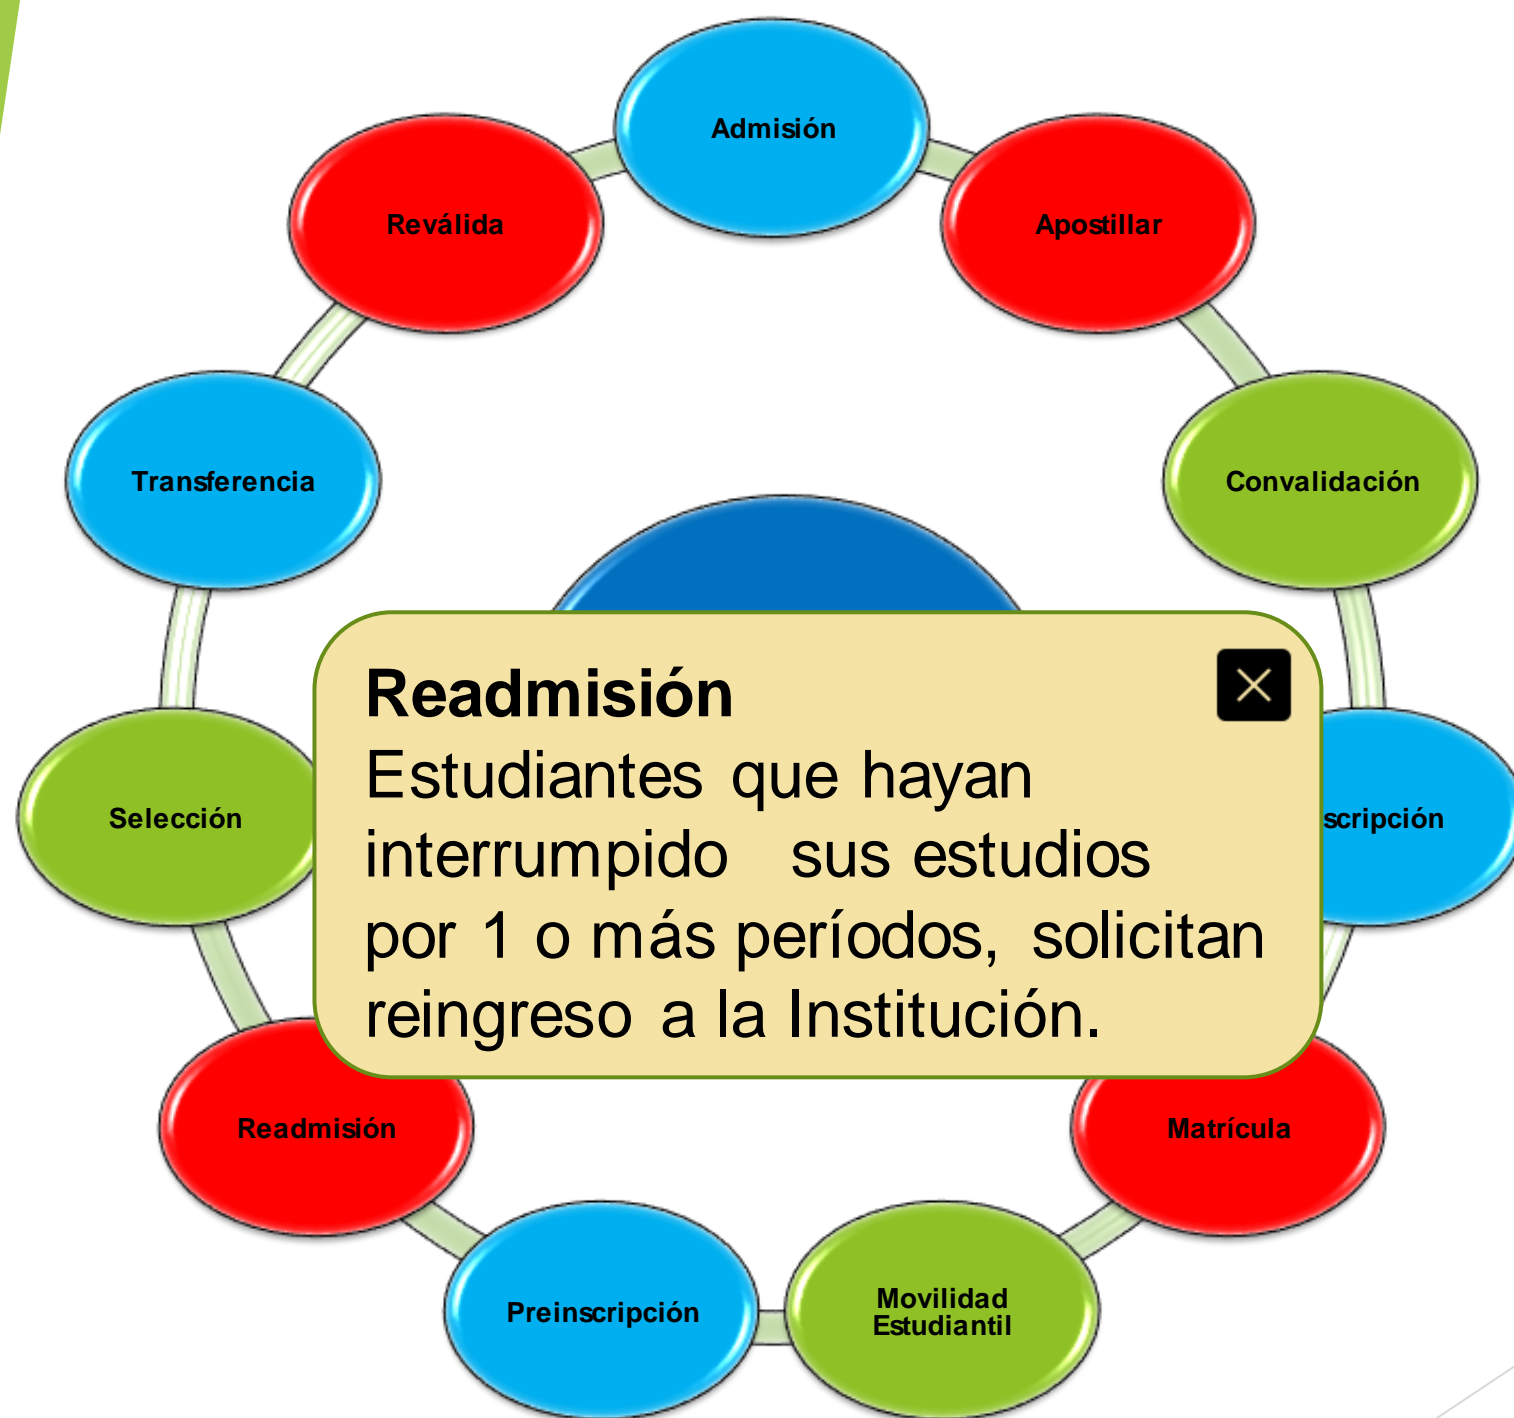 Admisión
Reválida
Apostillar
Transferencia
Convalidación
Readmisión
Estudiantes que hayan
interrumpido sus estudios
por 1 o más períodos, solicitan
reingreso a la Institución.
Selección
scripción
Readmisión
Matrícula
Preinscripción
Movilidad
Estudiantil